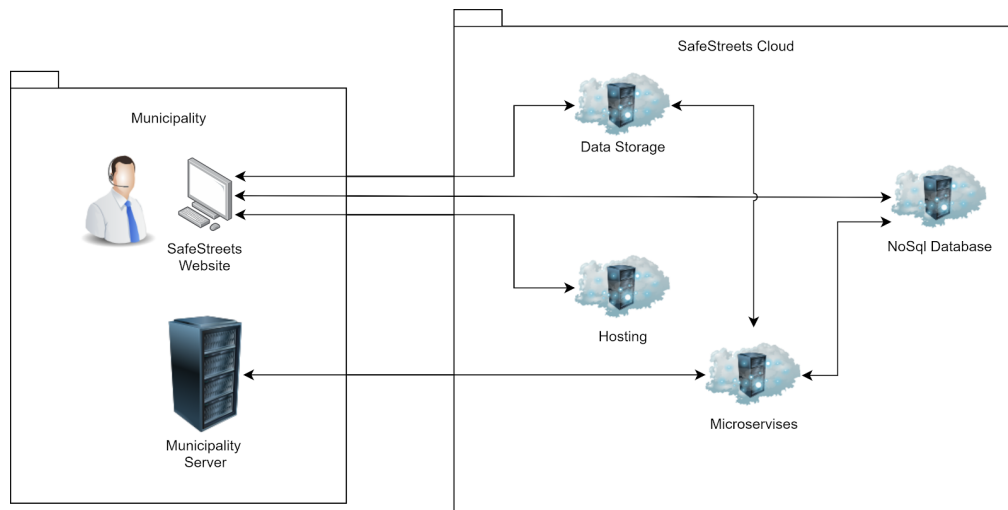 SafeStreets Cloud
Municipality
Data Storage
SafeStreets
Website
NoSql Database
Hosting
Microservises
Municipality
Server